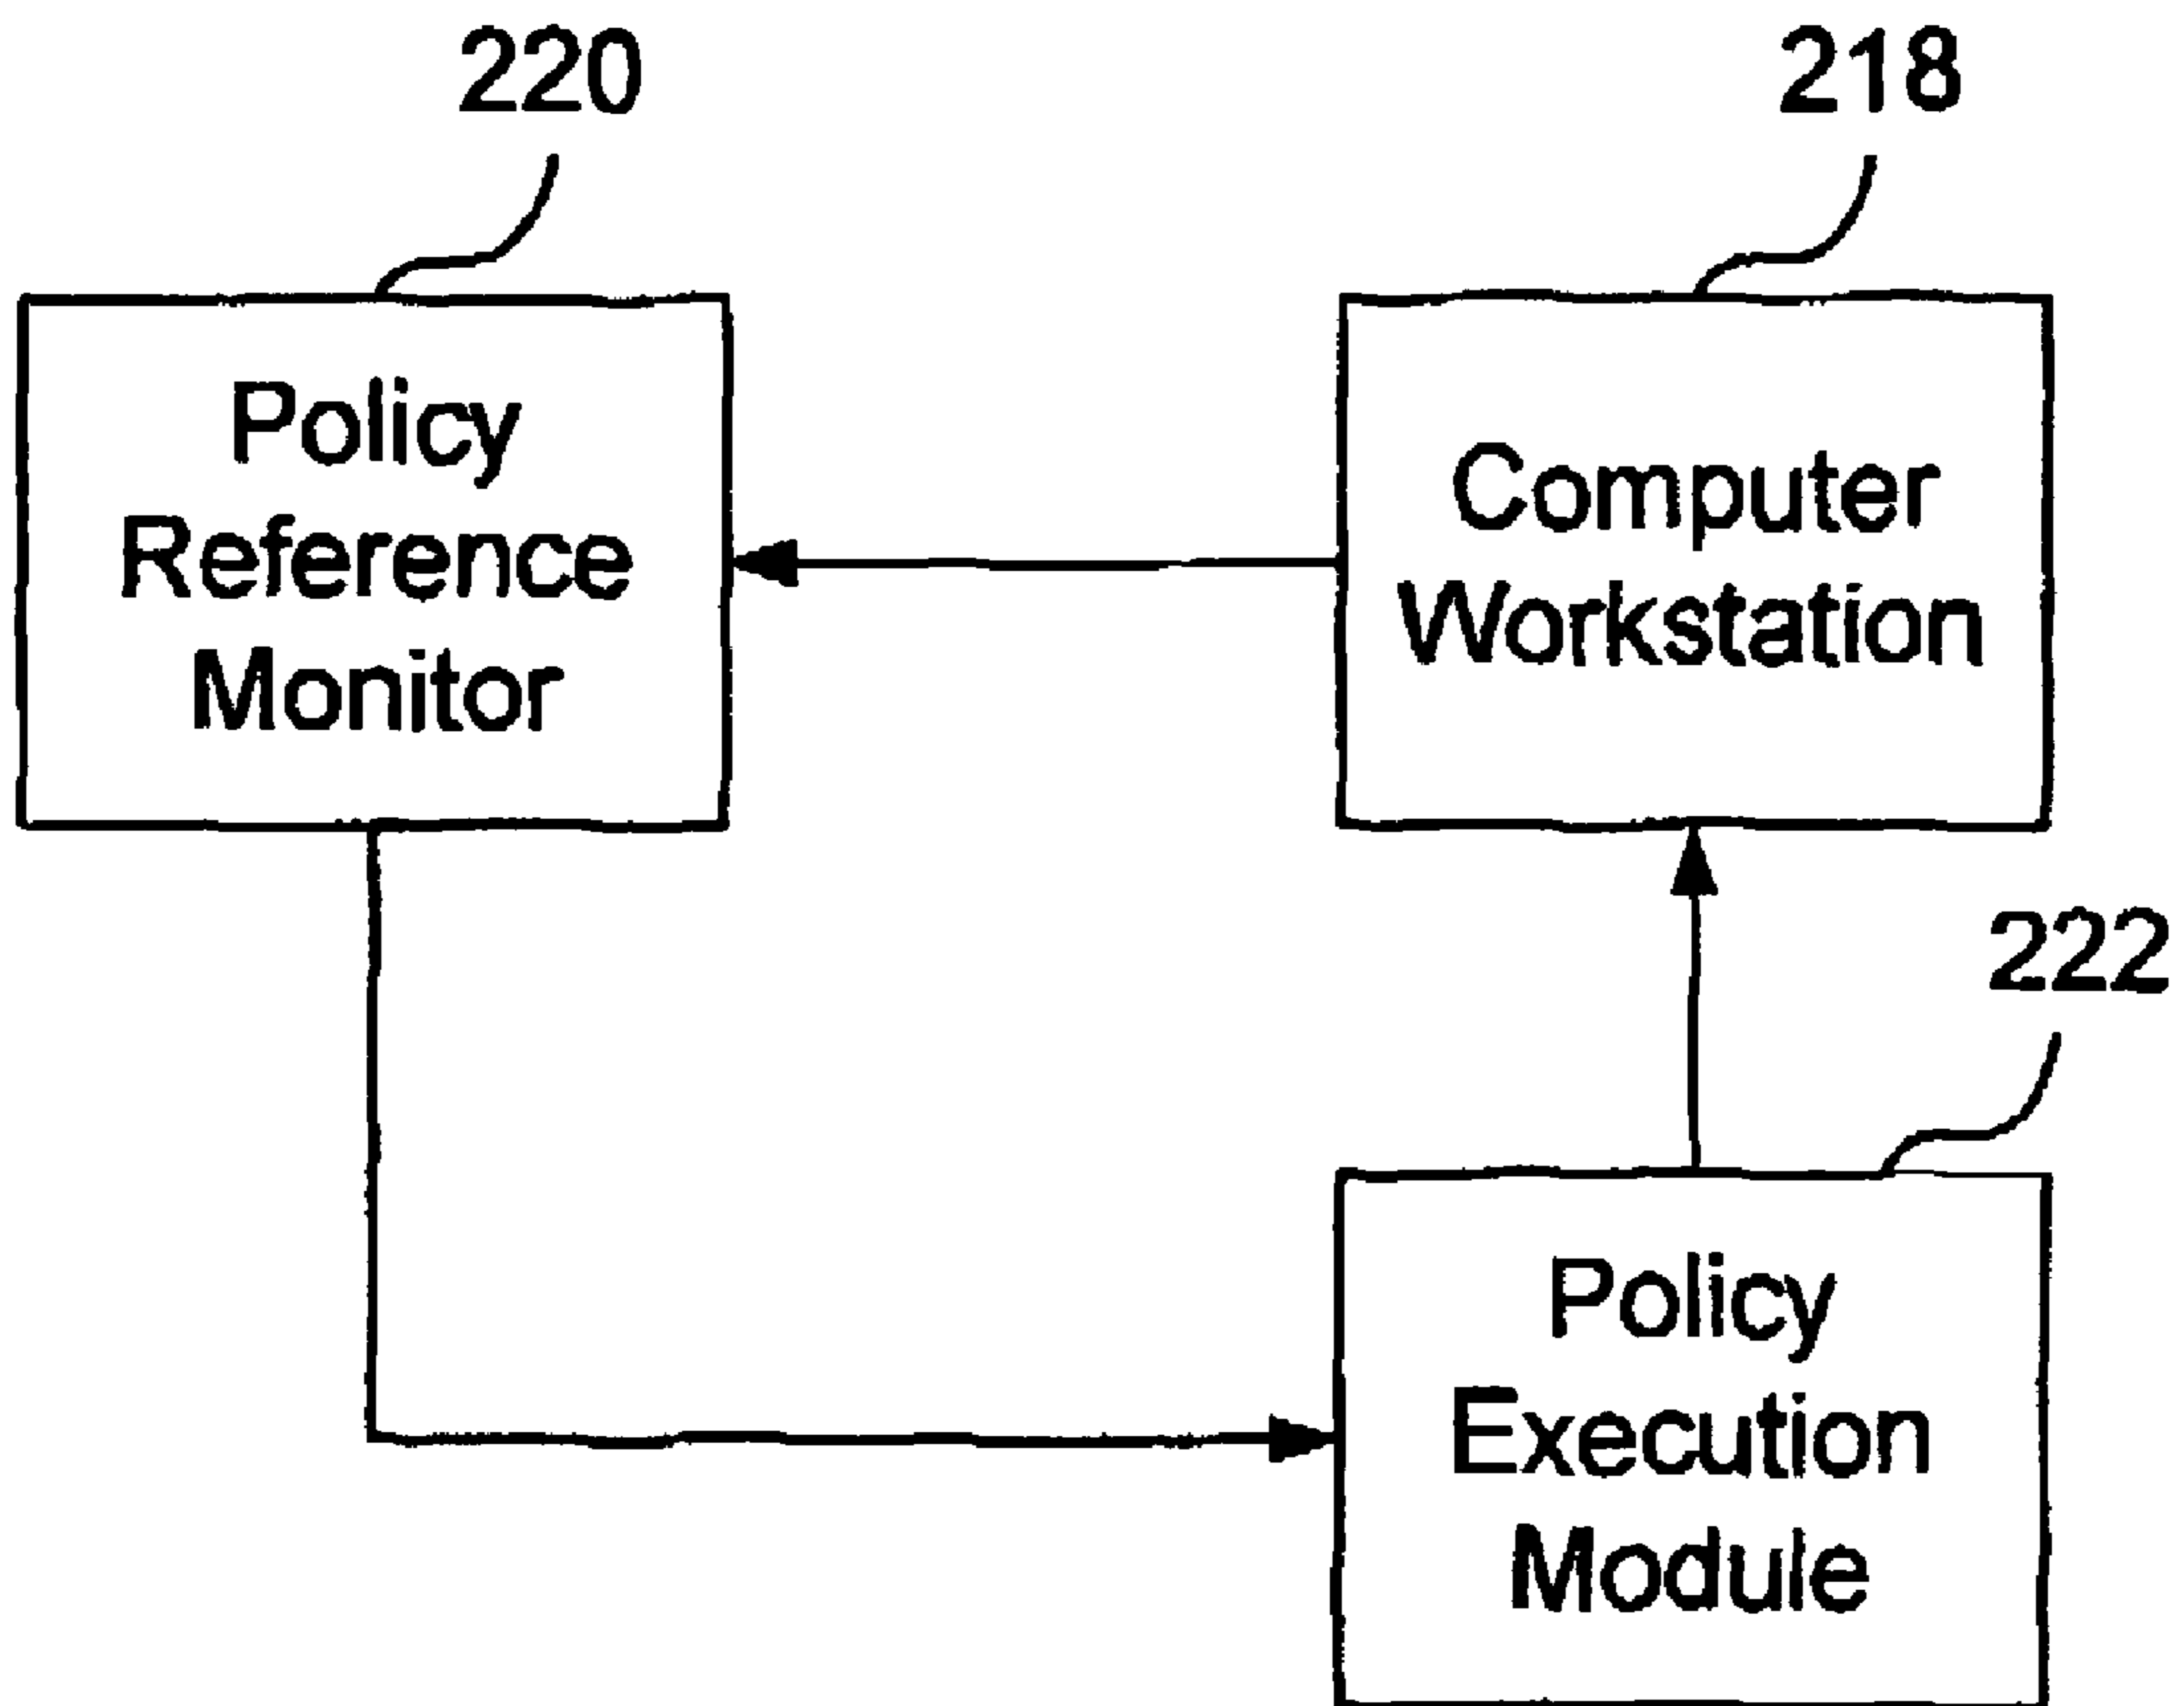 220
218
Policy
Reference
Monitor
Computer
Workstation
222
Policy
Execution
Module